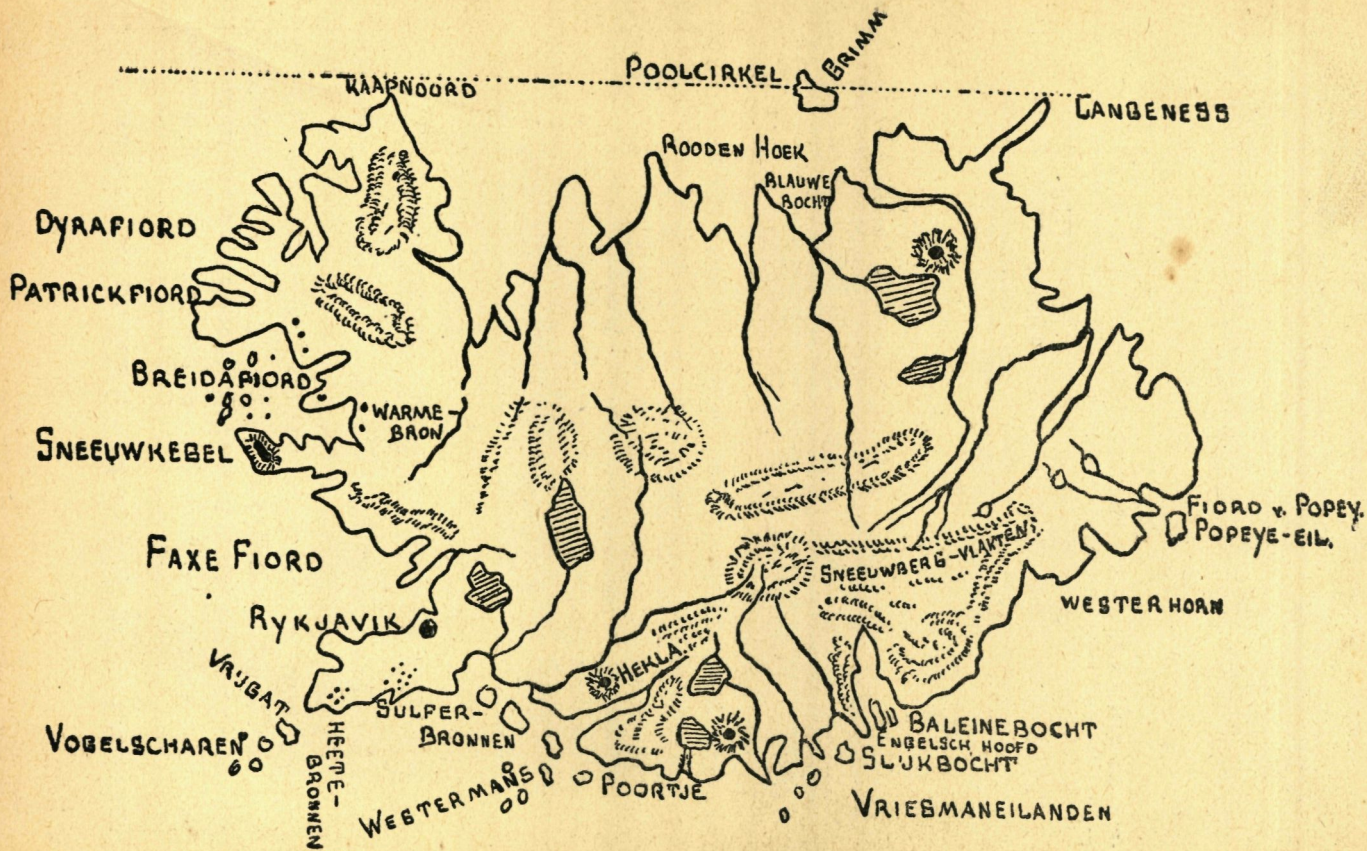 POOLCIRKEL
GRIMM
KAAPNOORD
LANGENESS
ROODEN HOEK
BLAUWE
BOCHT
DYRAFIORD
PATRICKFIORD
BREIDAFIORD
WARME-
BRON
SNEEUWKEGEL
FIORD v. POPEY.
POPEYE-EIL.
FAXE FIORD
SNEEUWBERG-VLAKTEN
WESTERHORN
RYKJAVIK
HEKLA
VRIJGAT
SULFER-
BRONNEN
VOGELSCHAREN
HEETE-
BRONNEN
BALEINEBOCHT
ENGELSCH HOOFD
SLIJKBOCHT
WESTERMANS
POORTJE
VRIESMANEILANDEN